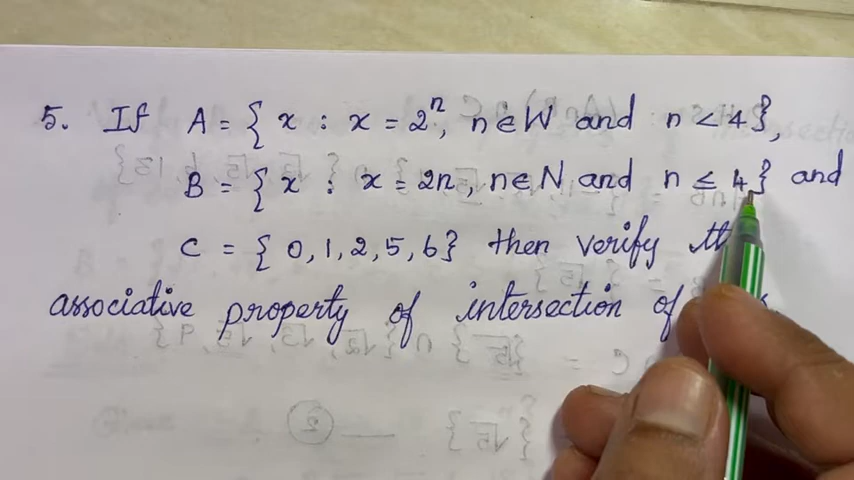 5. If A = { x : x = 2ⁿ, n ∈ W and n < 4},
B = { x : x = 2n, n ∈ N and n ≤ 4} and
C = { 0, 1, 2, 5, 6} then verify
associative property of intersection of